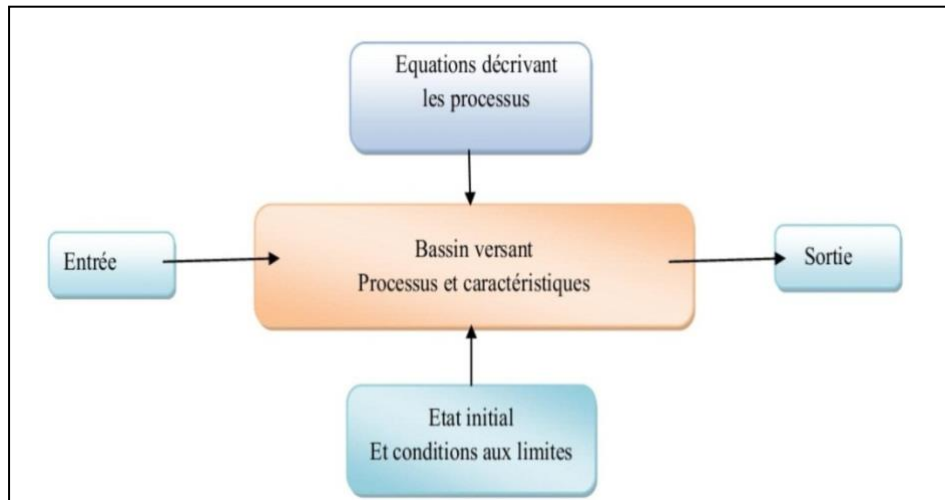 Equations décrivant
les processus
Entrée
Bassin versant
Processus et caractéristiques
Sortie
Etat initial
Et conditions aux limites